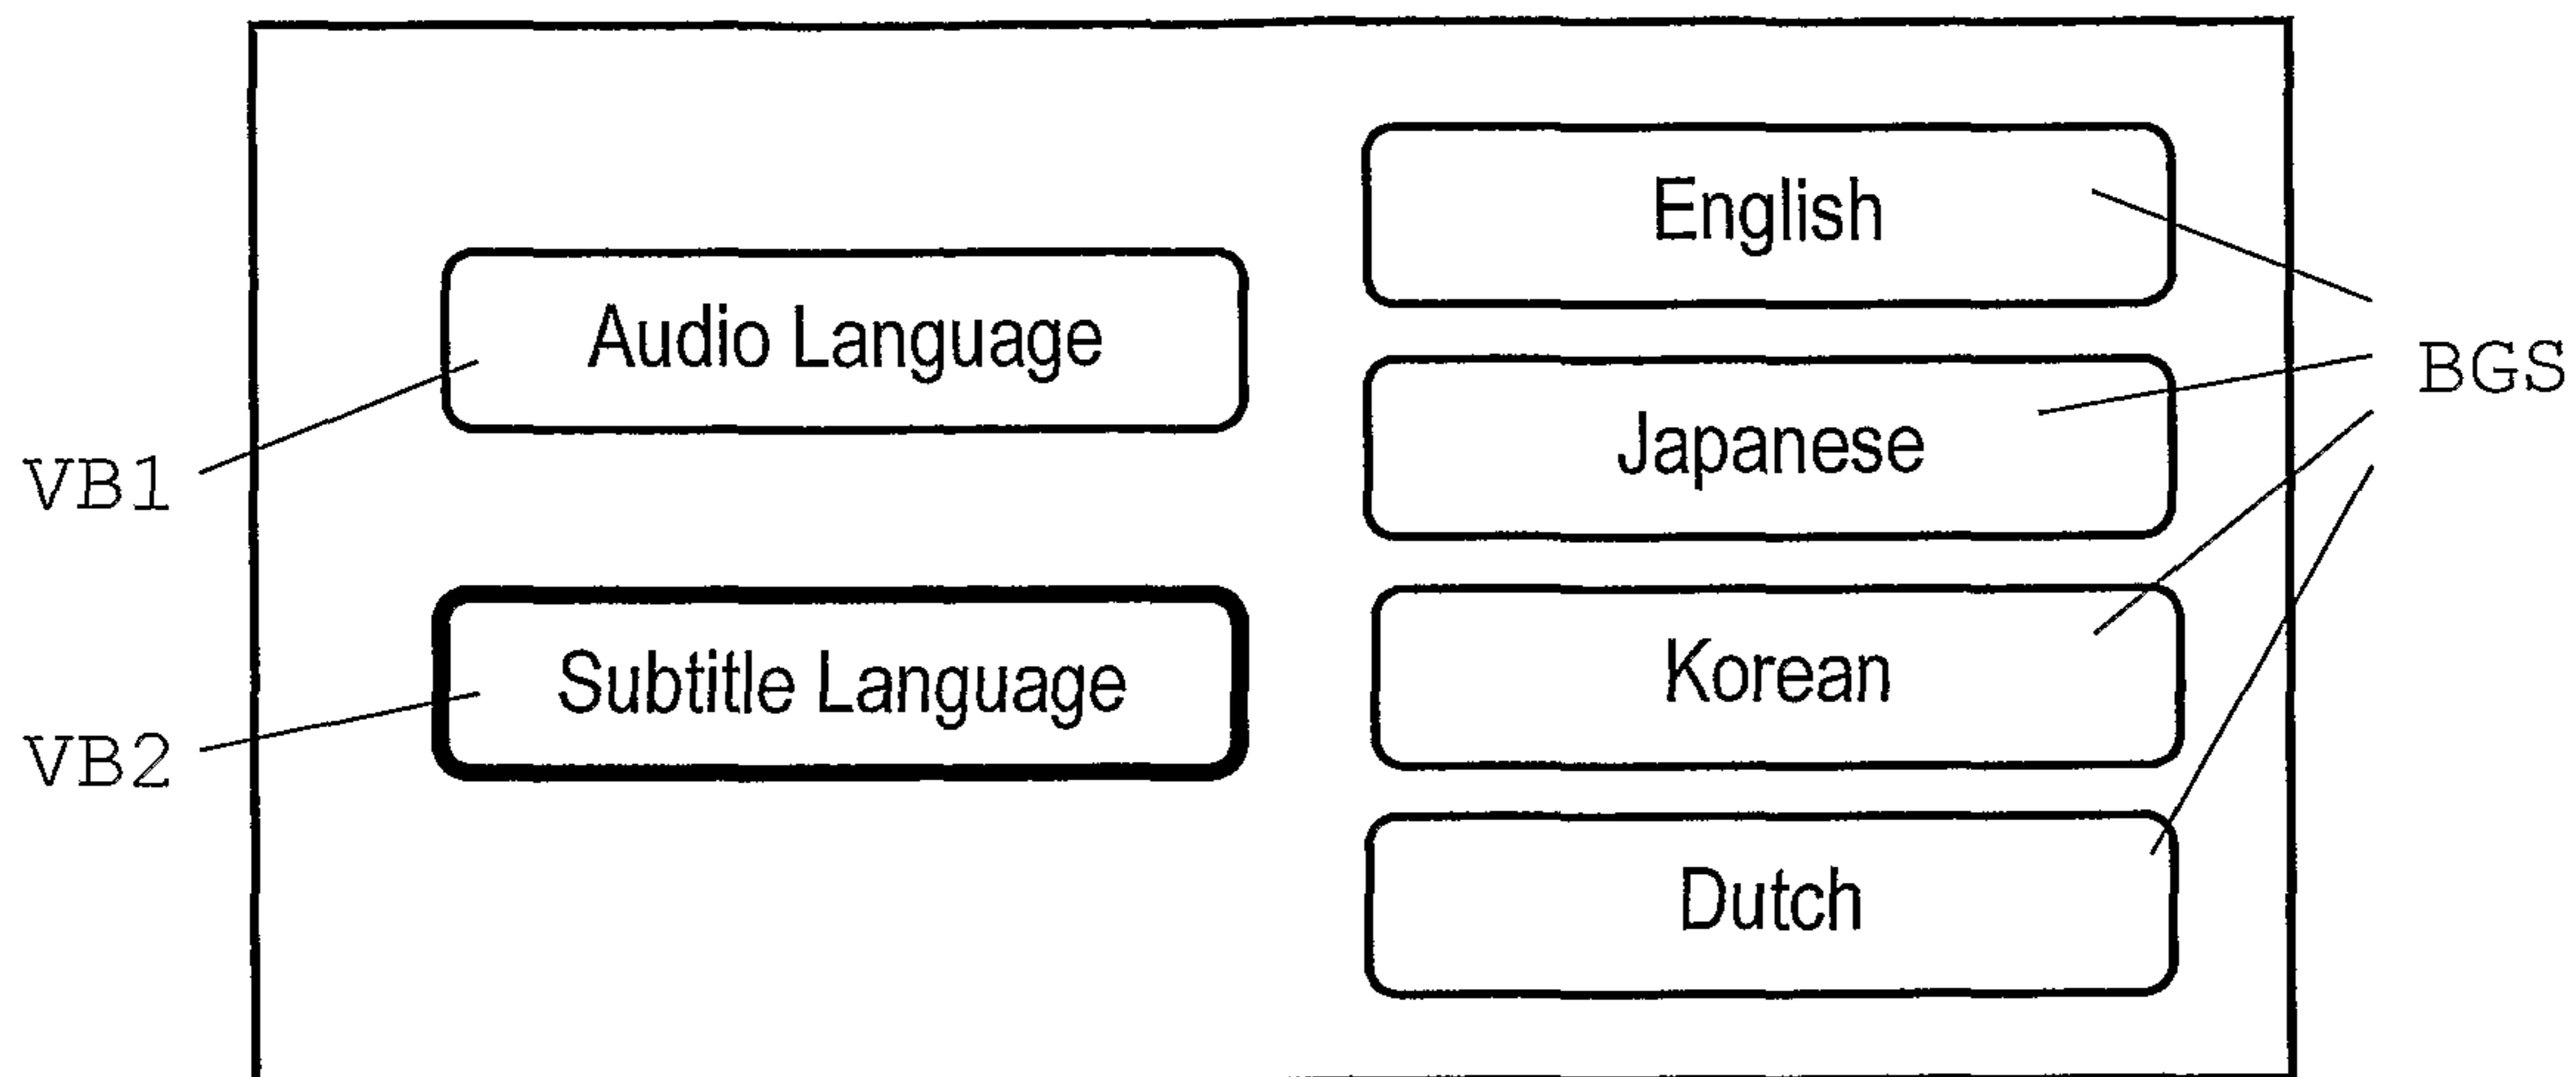 English
Audio Language
BGS
Japanese
VB1
Subtitle Language
Korean
VB2
Dutch